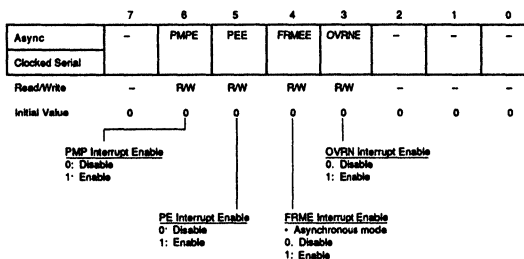 7 6 5 4 3 2 1 0
Async – PMPE PEE FRMEE OVRNE – – –
Clocked Serial
Read/Write – R/W R/W R/W R/W – – –
Initial Value 0 0 0 0 0 0 0 0
PMP Interrupt Enable
0: Disable
1· Enable
OVRN Interrupt Enable
0. Disable
1: Enable
PE Interrupt Enable
0· Disable
1: Enable
FRME Interrupt Enable
• Asynchronous mode
0. Disable
1: Enable